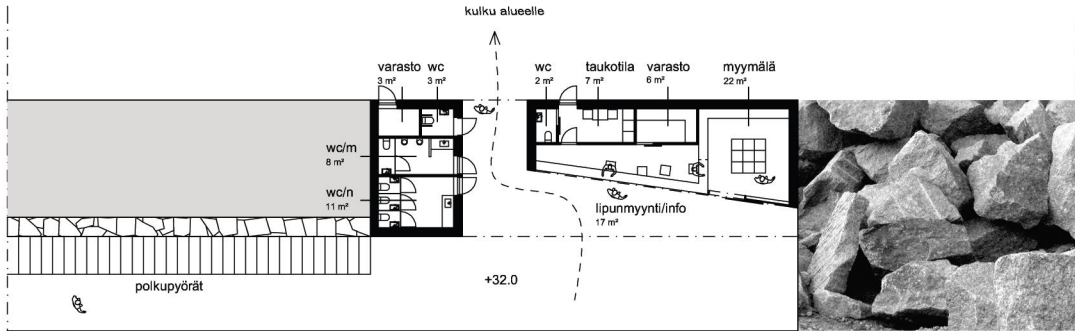 kulku alueelle
varasto wc
3 m² 3 m²
wc taukotila varasto myymälä
2 m² 7 m² 6 m² 22 m²
wc/m
8 m²
wc/n
11 m²
lipunmyynti/info
17 m²
polkupyörät
+32.0